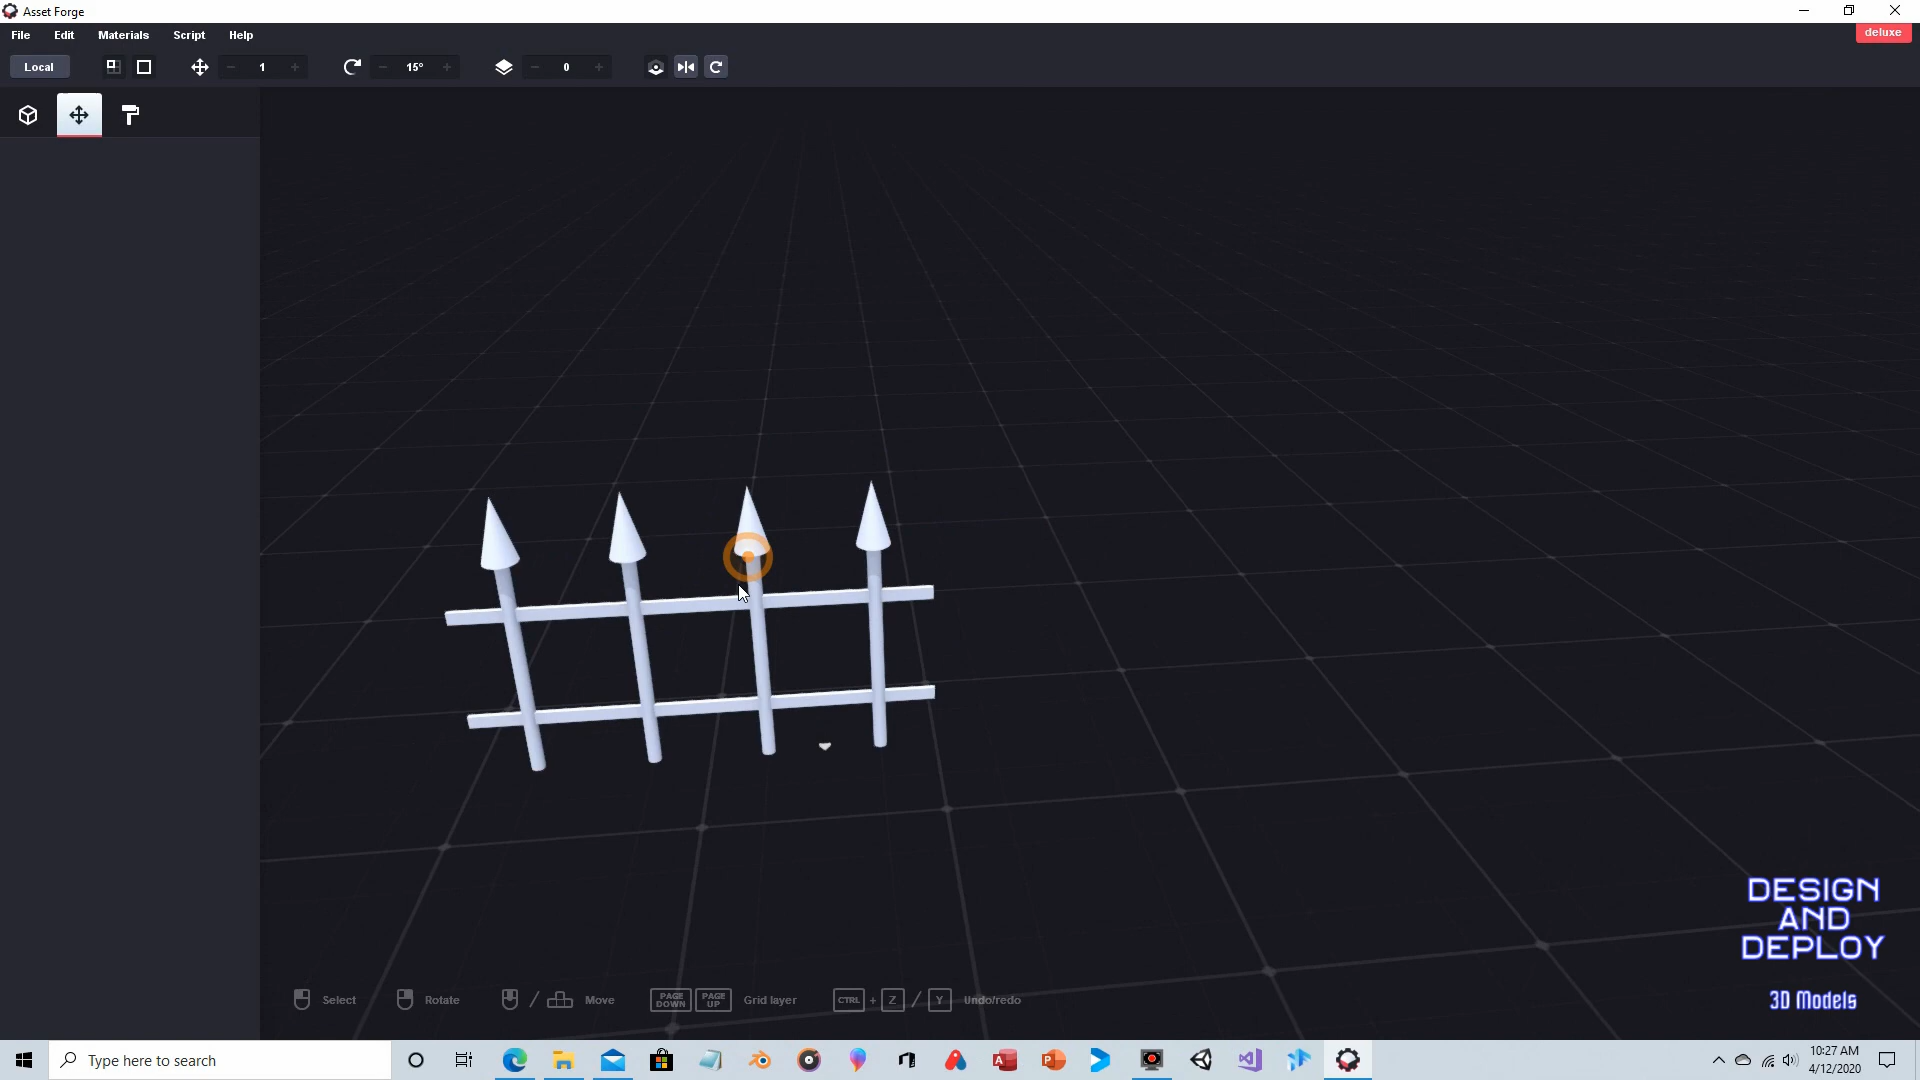 Asset Forge
File Edit Materials Script Help
deluxe
Local
1
15°
0
DESIGN
AND
DEPLOY
3D Models
Select
Rotate
/
Move
PAGE DOWN
PAGE UP
Grid layer
CTRL + Z / Y
Undo/redo
Type here to search
10:27 AM
4/12/2020